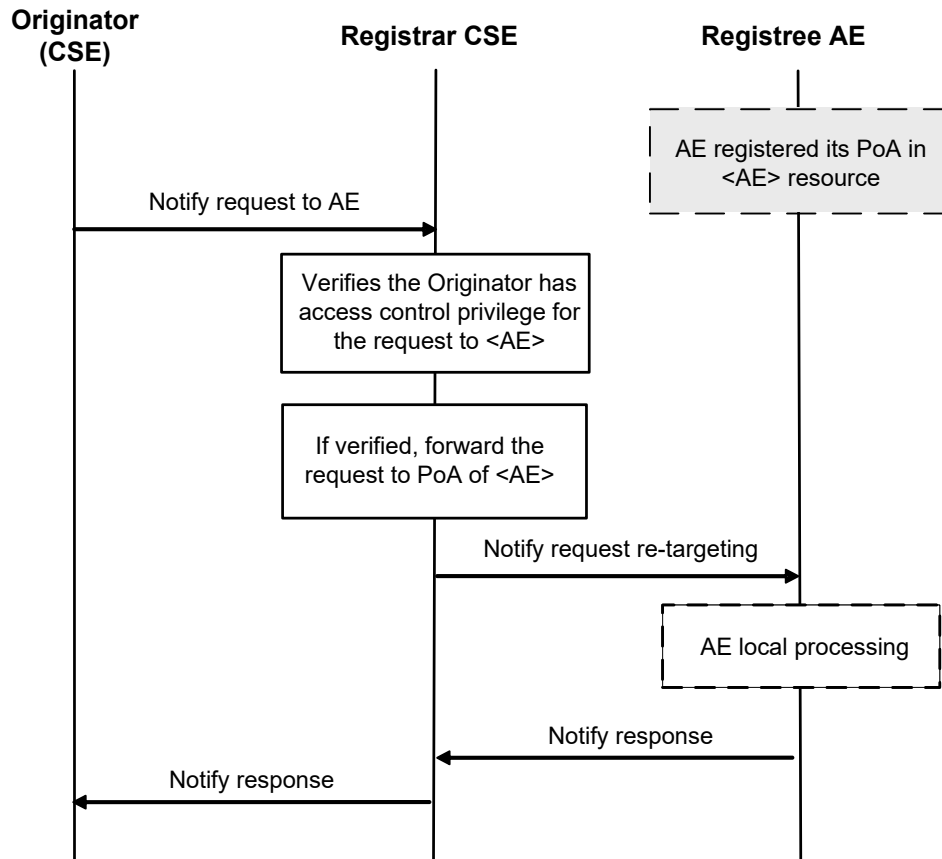 Originator
(CSE)
Registrar CSE
Registree AE
AE registered its PoA in
<AE> resource
Notify request to AE
Verifies the Originator has
access control privilege for
the request to <AE>
If verified, forward the
request to PoA of <AE>
Notify request re-targeting
AE local processing
Notify response
Notify response